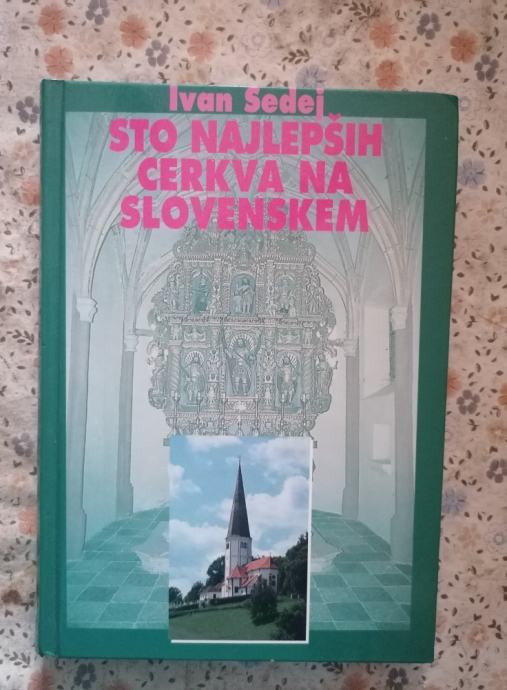 Ivan Sedej
STO NAJLEPŠIH
CERKVA NA
SLOVENSKEM